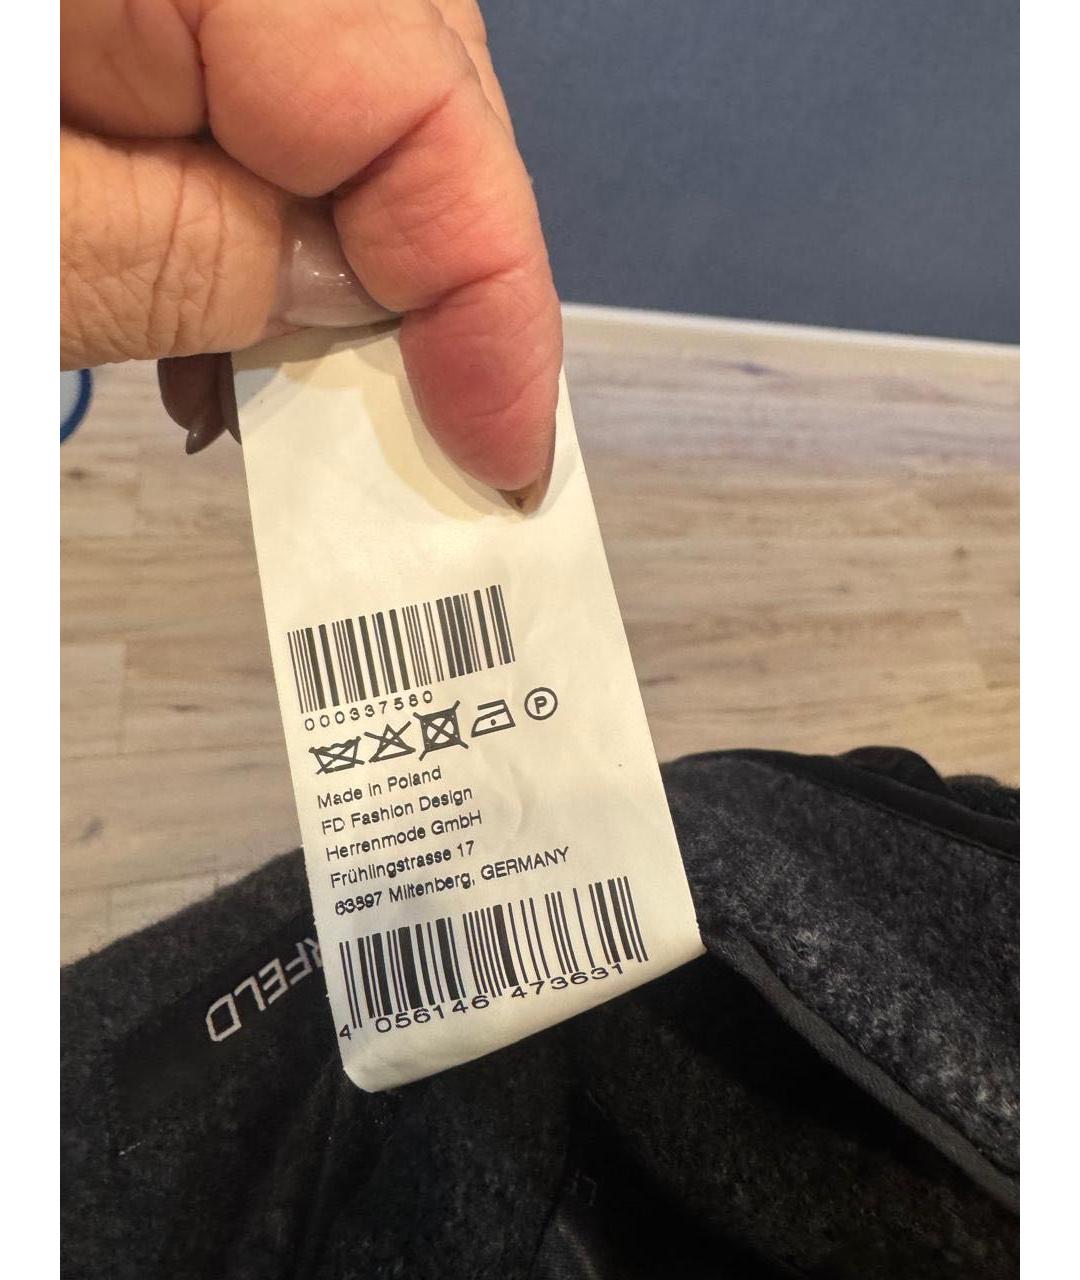 000337580
P
Made in Poland
FD Fashion Design
Herrenmode GmbH
Frühlingstrasse 17
63897 Miltenberg, GERMANY
4 056146 473631
RFELD